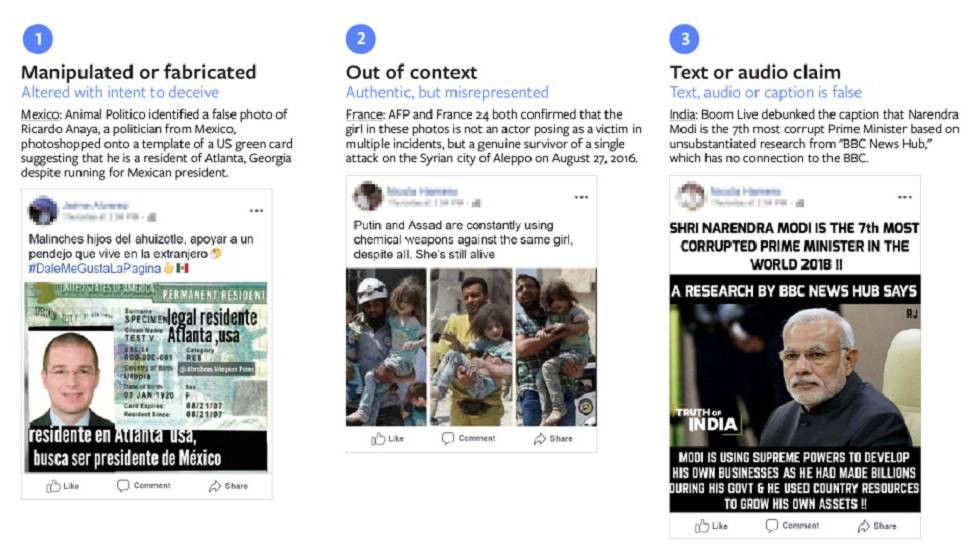 1
Manipulated or fabricated
Altered with intent to deceive
Mexico: Animal Politico identified a false photo of
Ricardo Anaya, a politician from Mexico,
photoshopped onto a template of a US green card
suggesting that he is a resident of Atlanta, Georgia
despite running for Mexican president.
Malinches hijos del ahuizotle, apoyar a un
pendejo que vive en la extranjero
#DaleMeGustaLaPagina
UNITED STATES OF AMERICA
PERMANENT RESIDENT
Surname
SPECIMEN
legal residente
Given Name
TEST V
Atlanta ,usa
USCIS#
000-000-001
Category
RE8
Country of Birth
Utopia
@Abraham Vázquez Perez
Date of Birth
03 JAN 1920
Sex
F
Card Expires: 08/21/07
Resident Since: 08/21/07
residente en Atlanta usa,
busca ser presidente de México
Like Comment Share
2
Out of context
Authentic, but misrepresented
France: AFP and France 24 both confirmed that the
girl in these photos is not an actor posing as a victim in
multiple incidents, but a genuine survivor of a single
attack on the Syrian city of Aleppo on August 27, 2016.
Putin and Assad are constantly using
chemical weapons against the same girl,
despite all. She's still alive
Like Comment Share
3
Text or audio claim
Text, audio or caption is false
India: Boom Live debunked the caption that Narendra
Modi is the 7th most corrupt Prime Minister based on
unsubstantiated research from "BBC News Hub,"
which has no connection to the BBC.
SHRI NARENDRA MODI IS THE 7th MOST
CORRUPTED PRIME MINISTER IN THE
WORLD 2018 !!
A RESEARCH BY BBC NEWS HUB SAYS
RJ
TRUTH OF
INDIA
MODI IS USING SUPREME POWERS TO DEVELOP
HIS OWN BUSINESSES AS HE HAD MADE BILLIONS
DURING HIS GOVT & HE USED COUNTRY RESOURCES
TO GROW HIS OWN ASSETS !!
Like Comment Share